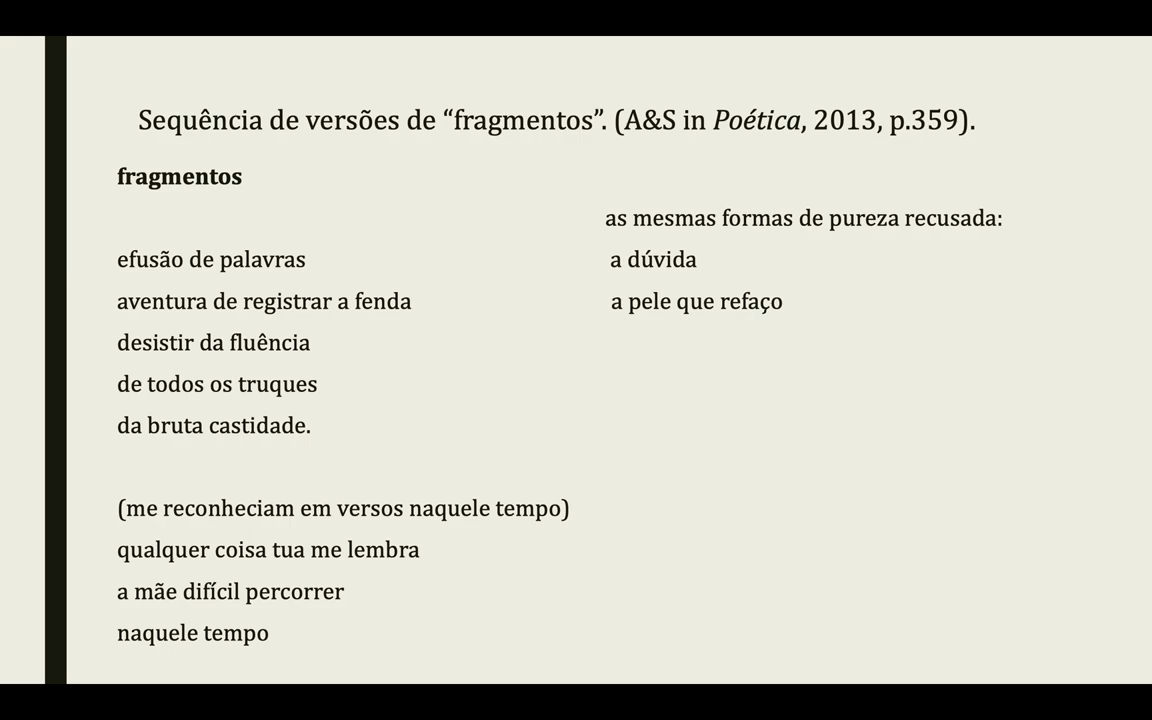 Sequência de versões de “fragmentos”. (A&S in Poética, 2013, p.359).
fragmentos
efusão de palavras
aventura de registrar a fenda
desistir da fluência
de todos os truques
da bruta castidade.
(me reconheciam em versos naquele tempo)
qualquer coisa tua me lembra
a mãe difícil percorrer
naquele tempo
as mesmas formas de pureza recusada:
a dúvida
a pele que refaço